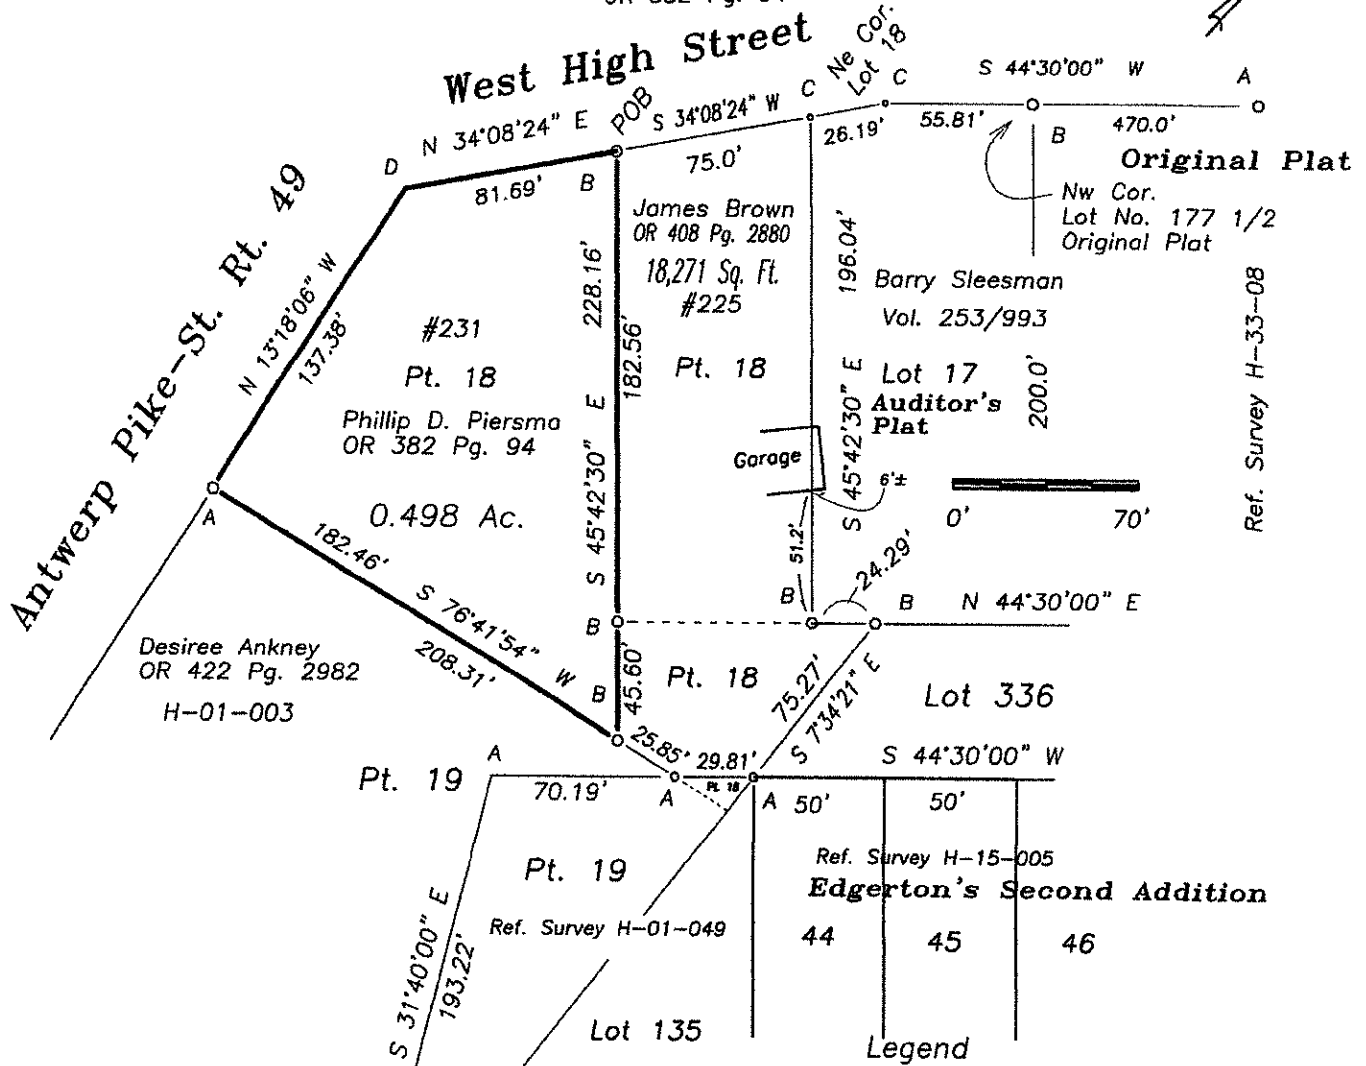 West High Street
Ne Cor.
Lot 18
S 44°30'00" W
A
C
C
N 34°08'24" E
POB
S 34°08'24" W
26.19'
55.81'
B
470.0'
D
81.69'
B
75.0'
Original Plat
Nw Cor.
Lot No. 177 1/2
Original Plat
James Brown
OR 408 Pg. 2880
18,271 Sq. Ft.
#225
Pt. 18
196.04'
Barry Sleesman
Vol. 253/993
Lot 17
Auditor's
Plat
200.0'
Ref. Survey H-33-08
Antwerp Pike-St. Rt. 49
N 13°18'06" W
137.38'
#231
Pt. 18
Phillip D. Piersma
OR 382 Pg. 94
0.498 Ac.
228.16'
182.56'
S 45°42'30" E
S 45°42'30" E
Garage
6'±
0'
70'
51.2'
24.29'
A
182.46'
S 76°41'54" W
208.31'
B
B
B
N 44°30'00" E
Desiree Ankney
OR 422 Pg. 2982
H-01-003
B
45.60'
Pt. 18
75.27'
S 7°34'21" E
Lot 336
25.85'
29.81'
S 44°30'00" W
Pt. 19
A
70.19'
A
Pt. 18
A
50'
50'
Pt. 19
Ref. Survey H-15-005
Edgerton's Second Addition
Ref. Survey H-01-049
44
45
46
S 31°40'00" E
193.22'
Lot 135
Legend